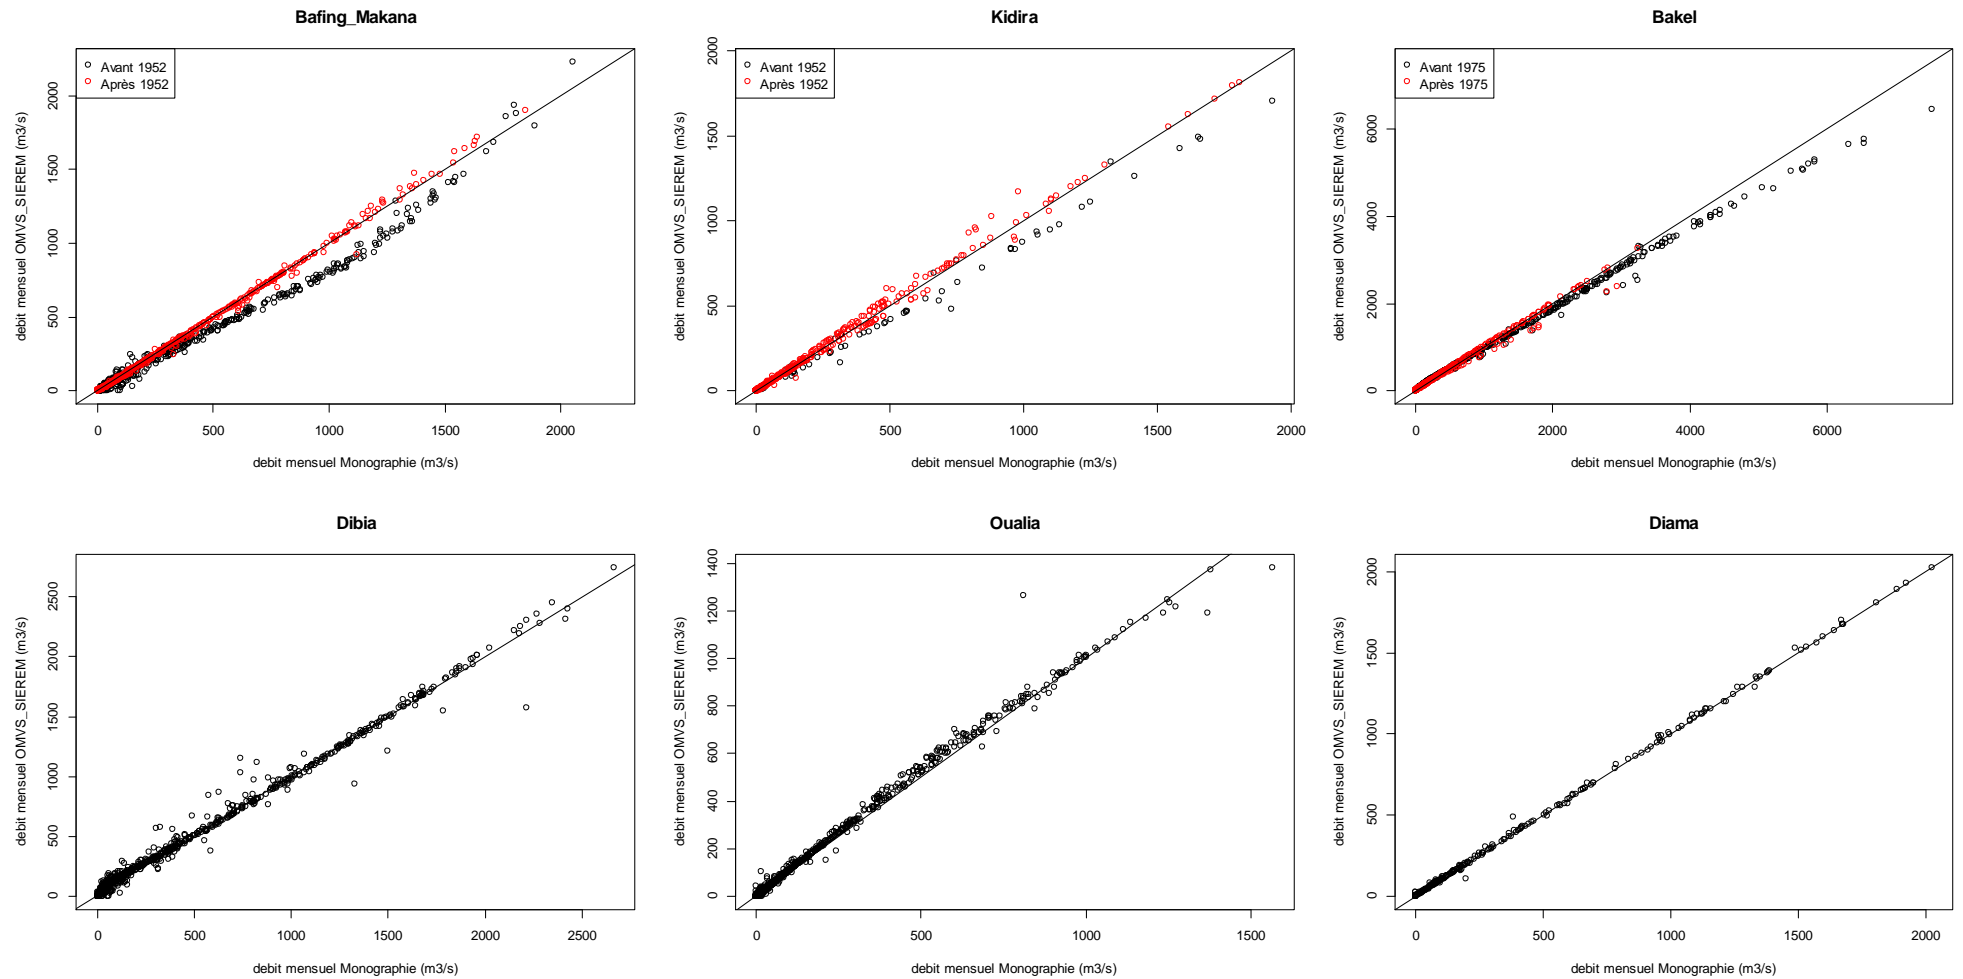 Bafing_Makana
Avant 1952
Après 1952
debit mensuel OMVS_SIEREM (m3/s)
2000
1500
1000
500
0
0 500 1000 1500 2000
debit mensuel Monographie (m3/s)
Kidira
Avant 1952
Après 1952
debit mensuel OMVS_SIEREM (m3/s)
2000
1500
1000
500
0
0 500 1000 1500 2000
debit mensuel Monographie (m3/s)
Bakel
Avant 1975
Après 1975
debit mensuel OMVS_SIEREM (m3/s)
6000
4000
2000
0
0 2000 4000 6000
debit mensuel Monographie (m3/s)
Dibia
debit mensuel OMVS_SIEREM (m3/s)
2500
2000
1500
1000
500
0
0 500 1000 1500 2000 2500
debit mensuel Monographie (m3/s)
Oualia
debit mensuel OMVS_SIEREM (m3/s)
1400
1200
1000
800
600
400
200
0
0 500 1000 1500
debit mensuel Monographie (m3/s)
Diama
debit mensuel OMVS_SIEREM (m3/s)
2000
1500
1000
500
0
0 500 1000 1500 2000
debit mensuel Monographie (m3/s)